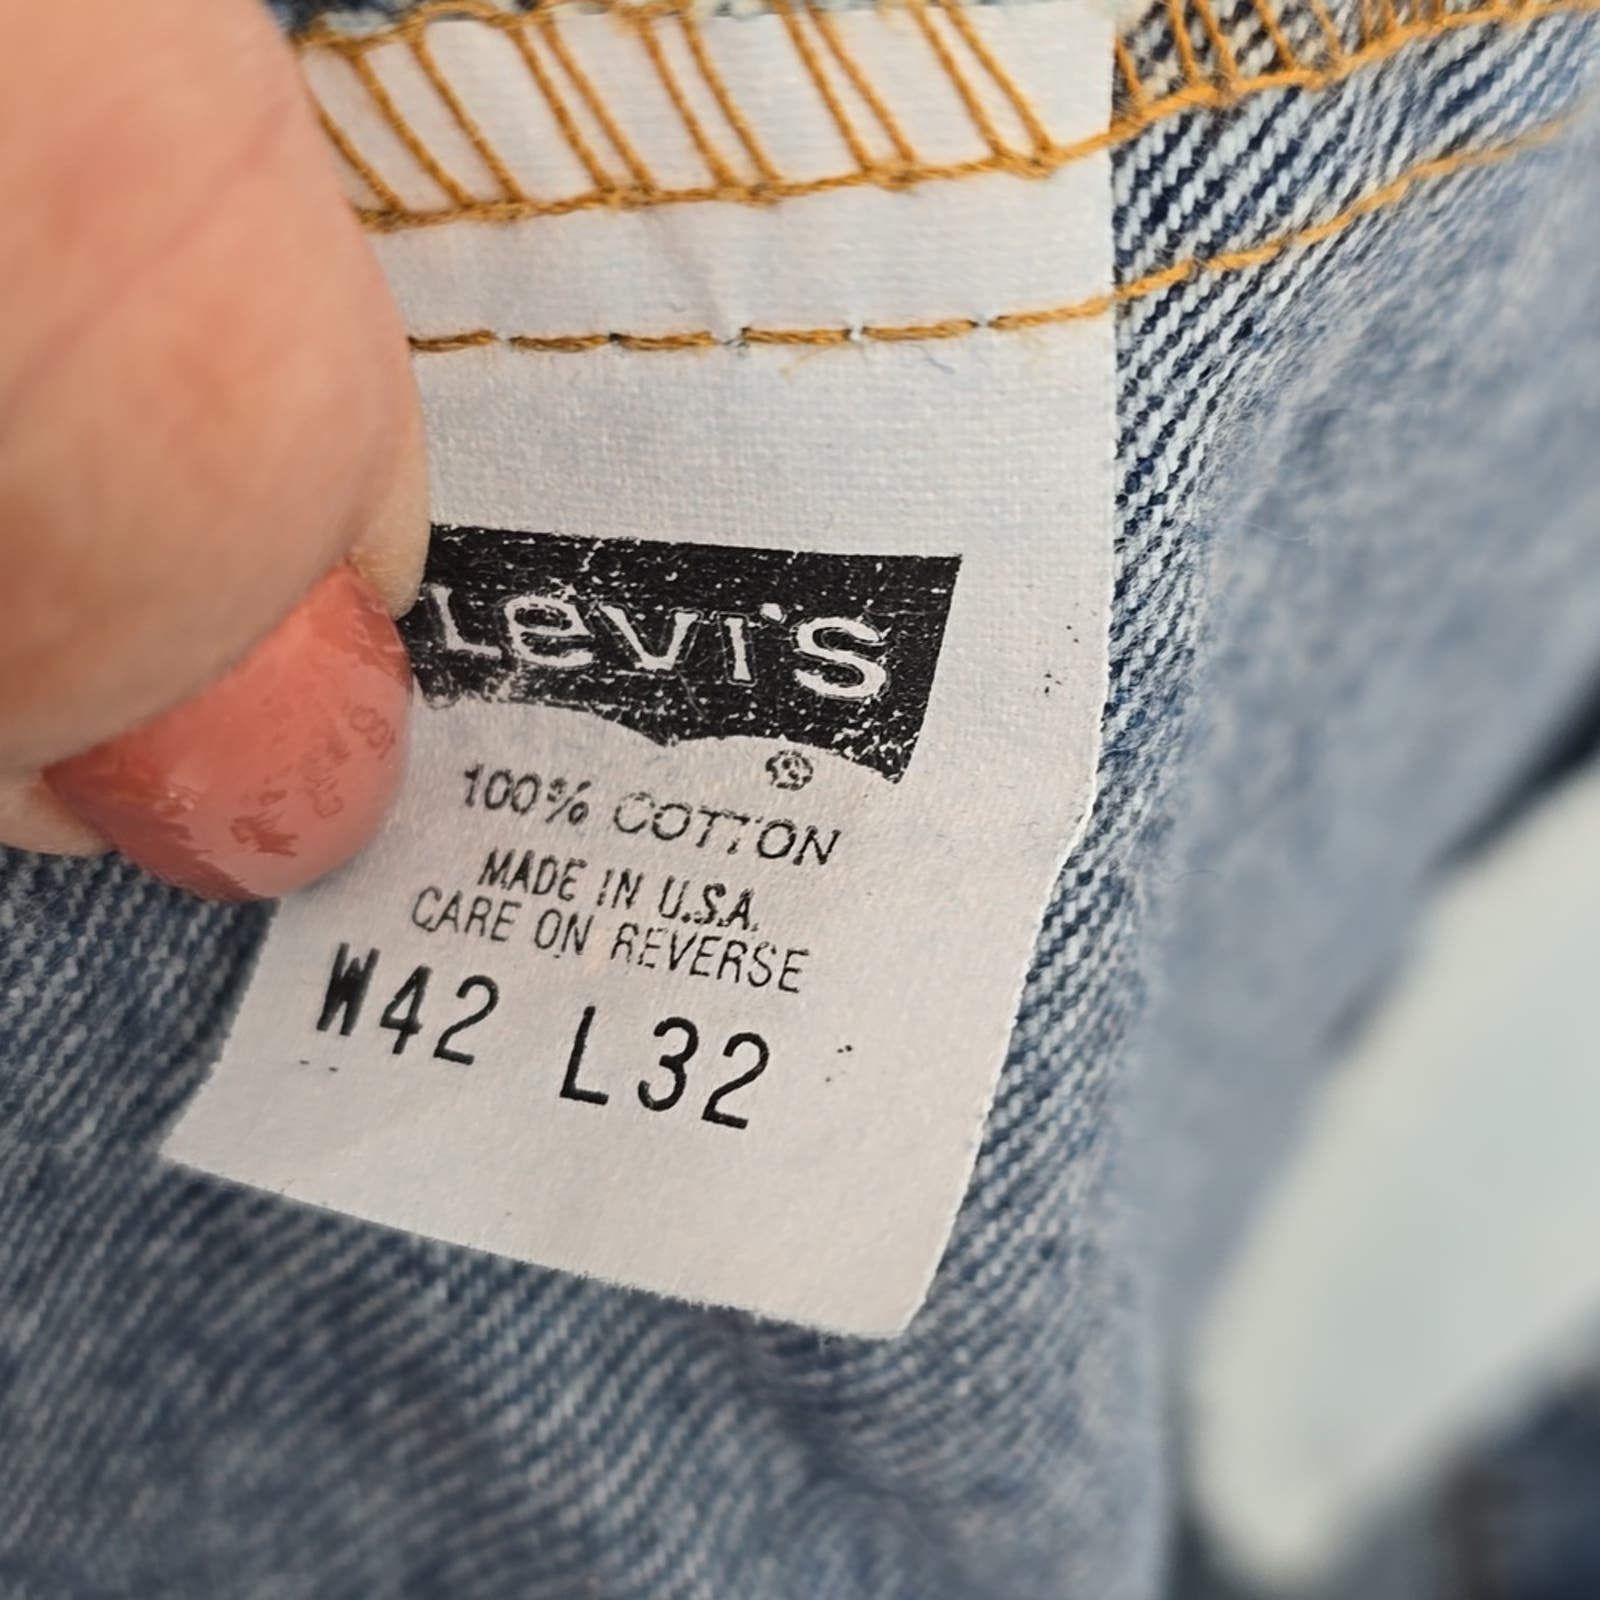 Levi's
®
100% COTTON
MADE IN U.S.A.
CARE ON REVERSE
W42 L32